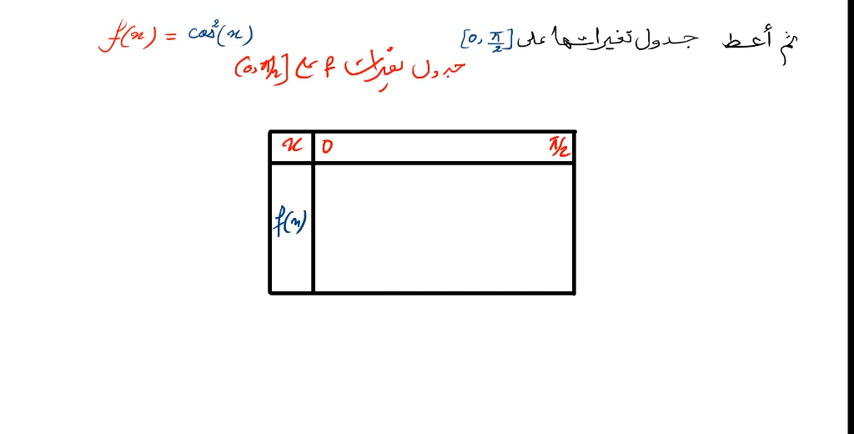 ثم أعط جدول تغيراتها على [0, π/2]
f(x) = cos²(x)
جدول تغيرات f على [0, π/2]
x 0 π/2
f(x)